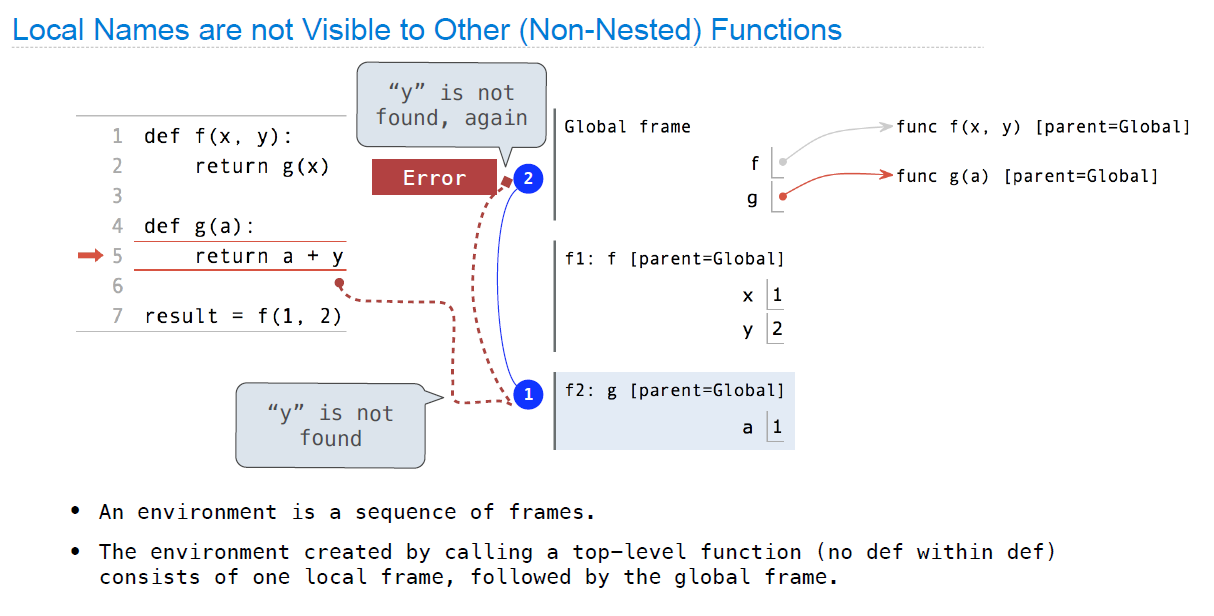 Local Names are not Visible to Other (Non-Nested) Functions
“y” is not
found, again
1 def f(x, y):
2     return g(x)
3
4 def g(a):
5     return a + y
6
7 result = f(1, 2)
Error
2
Global frame
f
g
func f(x, y) [parent=Global]
func g(a) [parent=Global]
f1: f [parent=Global]
x 1
y 2
1
f2: g [parent=Global]
a 1
“y” is not
found
• An environment is a sequence of frames.
• The environment created by calling a top-level function (no def within def)
consists of one local frame, followed by the global frame.